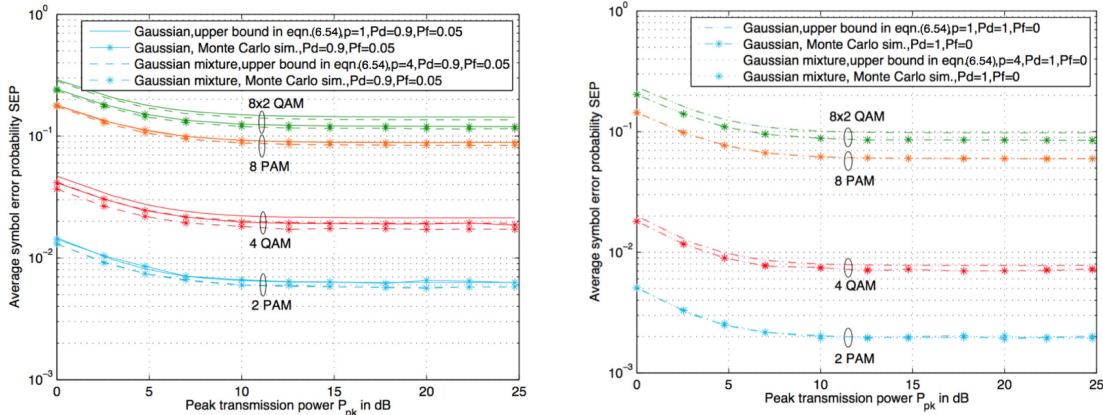 Gaussian,upper bound in eqn.(6.54),p=1,Pd=0.9,Pf=0.05
Gaussian, Monte Carlo sim.,Pd=0.9,Pf=0.05
Gaussian mixture,upper bound in eqn.(6.54),p=4,Pd=0.9,Pf=0.05
Gaussian mixture, Monte Carlo sim.,Pd=0.9,Pf=0.05
10⁰
10⁻¹
10⁻²
10⁻³
Average symbol error probability SEP
8x2 QAM
8 PAM
4 QAM
2 PAM
0 5 10 15 20 25
Peak transmission power P_pk in dB
Gaussian,upper bound in eqn.(6.54),p=1,Pd=1,Pf=0
Gaussian, Monte Carlo sim.,Pd=1,Pf=0
Gaussian mixture,upper bound in eqn.(6.54),p=4,Pd=1,Pf=0
Gaussian mixture, Monte Carlo sim.,Pd=1,Pf=0
10⁰
10⁻¹
10⁻²
10⁻³
Average symbol error probability SEP
8x2 QAM
8 PAM
4 QAM
2 PAM
0 5 10 15 20 25
Peak transmission power P_pk in dB